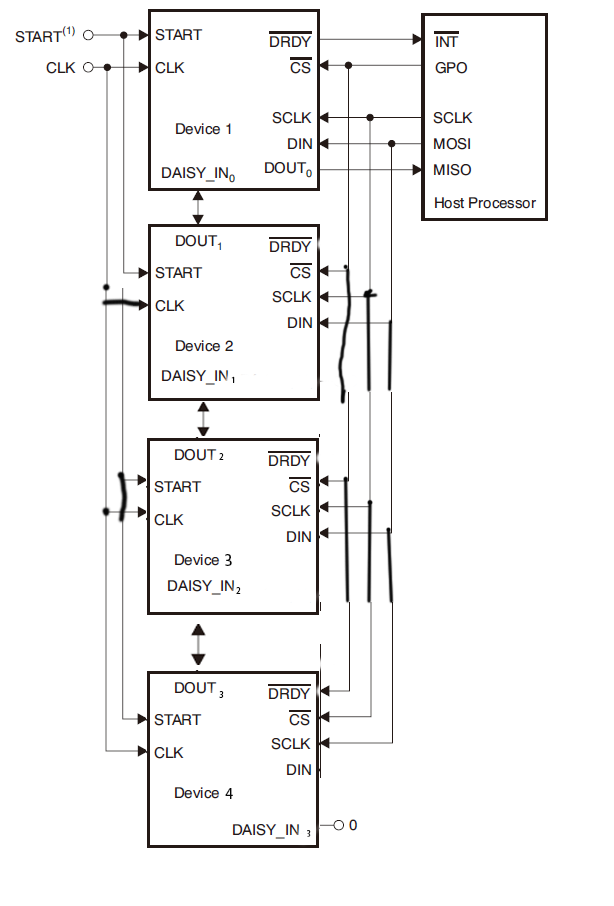 START(1)
CLK
START
CLK
DRDY
CS
SCLK
DIN
DOUT0
Device 1
DAISY_IN0
INT
GPO
SCLK
MOSI
MISO
Host Processor
DOUT1
DRDY
START
CS
CLK
SCLK
DIN
Device 2
DAISY_IN1
DOUT2
DRDY
START
CS
CLK
SCLK
DIN
Device 3
DAISY_IN2
DOUT3
DRDY
START
CS
CLK
SCLK
DIN
Device 4
DAISY_IN 3
0